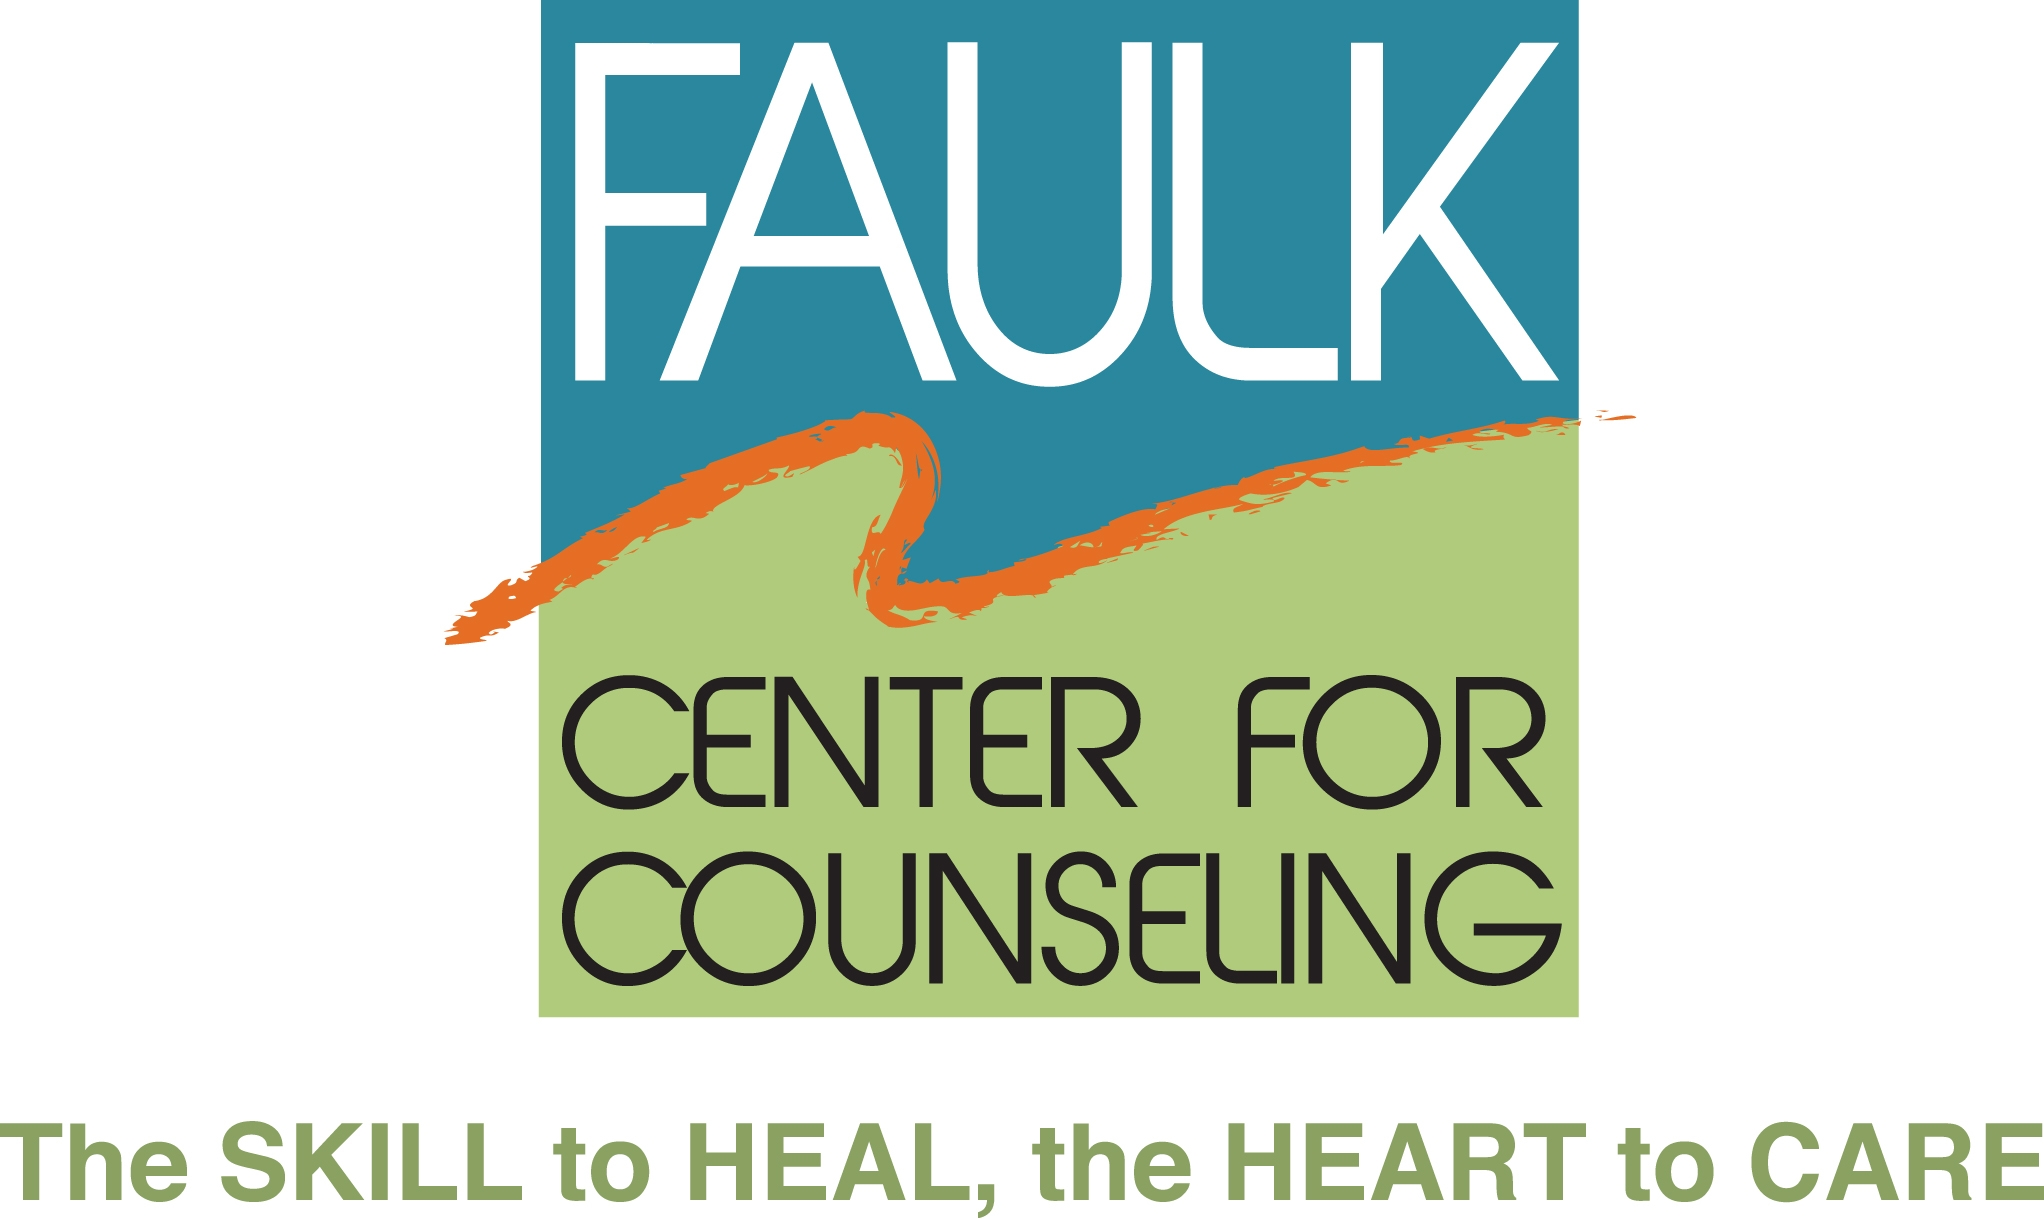 FAULK
CENTER FOR
COUNSELING
The SKILL to HEAL, the HEART to CARE